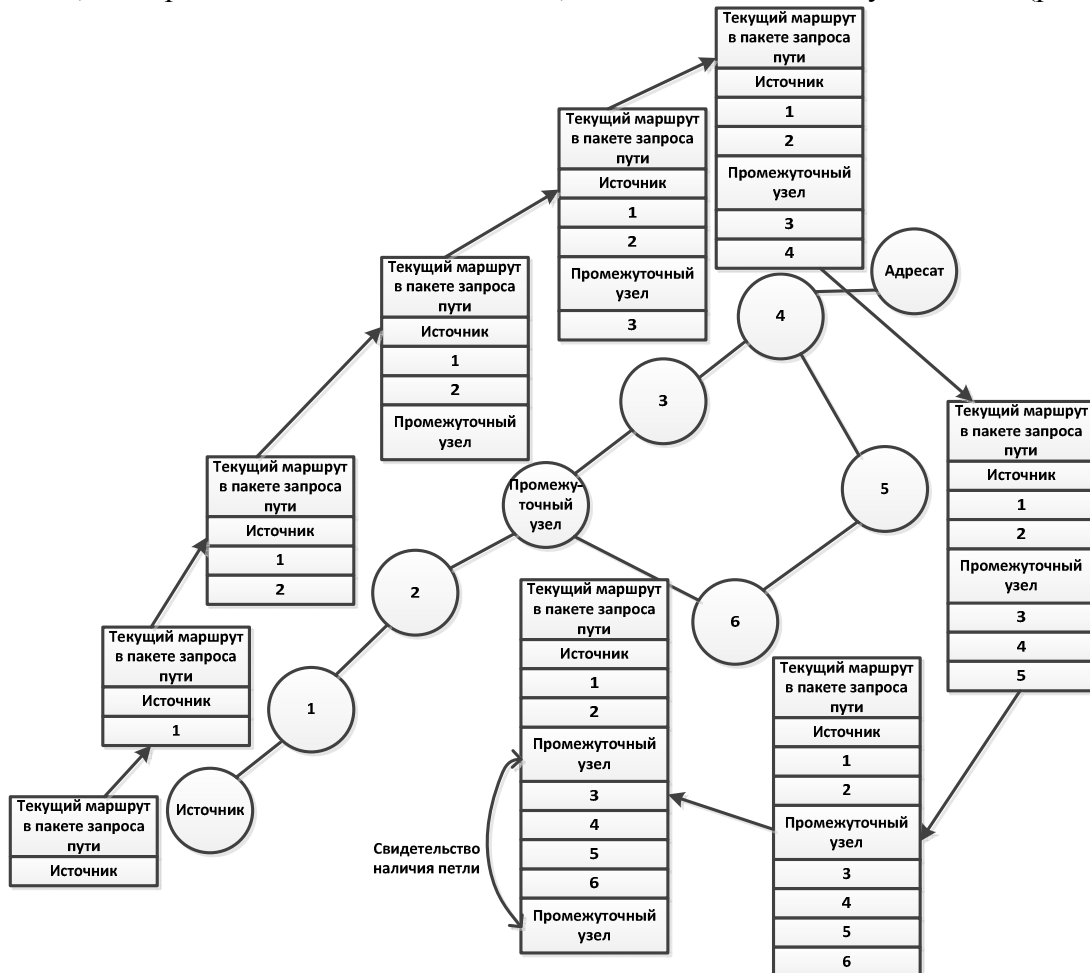 Текущий маршрут
в пакете запроса
пути
Источник
1
2
Промежуточный
узел
3
4
Текущий маршрут
в пакете запроса
пути
Источник
1
2
Промежуточный
узел
3
Адресат
Текущий маршрут
в пакете запроса
пути
Источник
1
2
Промежуточный
узел
4
3
Текущий маршрут
в пакете запроса
пути
Источник
1
2
Промежу-
точный
узел
5
Текущий маршрут
в пакете запроса
пути
Источник
1
2
Промежуточный
узел
3
4
5
2
6
Текущий маршрут
в пакете запроса
пути
Источник
1
2
Промежуточный
узел
3
4
5
6
Промежуточный
узел
Свидетельство
наличия петли
Текущий маршрут
в пакете запроса
пути
Источник
1
1
Источник
Текущий маршрут
в пакете запроса
пути
Источник
1
2
Промежуточный
узел
3
4
5
6
Текущий маршрут
в пакете запроса
пути
Источник